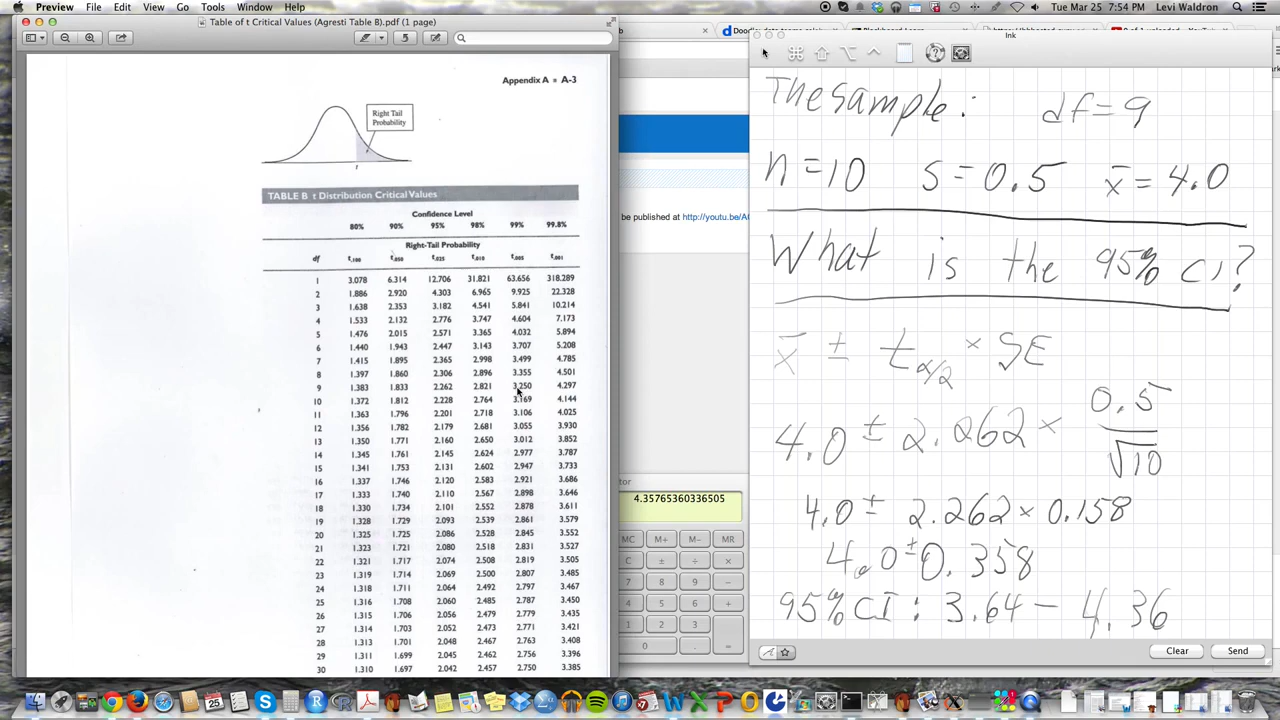 Preview File Edit View Go Tools Window Help
Tue Mar 25 7:54 PM Levi Waldron
Table of t Critical Values (Agresti Table B).pdf (1 page)
Appendix A ▪ A-3
Right Tail
Probability
t
TABLE B t Distribution Critical Values
Confidence Level
80% 90% 95% 98% 99% 99.8%
Right-Tail Probability
df t.100 t.050 t.025 t.010 t.005 t.001
1 3.078 6.314 12.706 31.821 63.656 318.289
2 1.886 2.920 4.303 6.965 9.925 22.328
3 1.638 2.353 3.182 4.541 5.841 10.214
4 1.533 2.132 2.776 3.747 4.604 7.173
5 1.476 2.015 2.571 3.365 4.032 5.894
6 1.440 1.943 2.447 3.143 3.707 5.208
7 1.415 1.895 2.365 2.998 3.499 4.785
8 1.397 1.860 2.306 2.896 3.355 4.501
9 1.383 1.833 2.262 2.821 3.250 4.297
10 1.372 1.812 2.228 2.764 3.169 4.144
11 1.363 1.796 2.201 2.718 3.106 4.025
12 1.356 1.782 2.179 2.681 3.055 3.930
13 1.350 1.771 2.160 2.650 3.012 3.852
14 1.345 1.761 2.145 2.624 2.977 3.787
15 1.341 1.753 2.131 2.602 2.947 3.733
16 1.337 1.746 2.120 2.583 2.921 3.686
17 1.333 1.740 2.110 2.567 2.898 3.646
18 1.330 1.734 2.101 2.552 2.878 3.611
19 1.328 1.729 2.093 2.539 2.861 3.579
20 1.325 1.725 2.086 2.528 2.845 3.552
21 1.323 1.721 2.080 2.518 2.831 3.527
22 1.321 1.717 2.074 2.508 2.819 3.505
23 1.319 1.714 2.069 2.500 2.807 3.485
24 1.318 1.711 2.064 2.492 2.797 3.467
25 1.316 1.708 2.060 2.485 2.787 3.450
26 1.315 1.706 2.056 2.479 2.779 3.435
27 1.314 1.703 2.052 2.473 2.771 3.421
28 1.313 1.701 2.048 2.467 2.763 3.408
29 1.311 1.699 2.045 2.462 2.756 3.396
30 1.310 1.697 2.042 2.457 2.750 3.385
be published at http://youtu.be/A
tor
4.35765360336505
MC M+ M− MR
C ± ÷ ×
7 8 9 −
4 5 6 +
1 2 3 =
0 .
Ink
The sample: df=9
n=10 s=0.5 x̄=4.0
What is the 95% CI?
x̄ ± t α/2 × SE
4.0 ± 2.262 × 0.5
√10
4.0 ± 2.262 × 0.158
4.0 ± 0.358
95% CI: 3.64 − 4.36
Clear Send